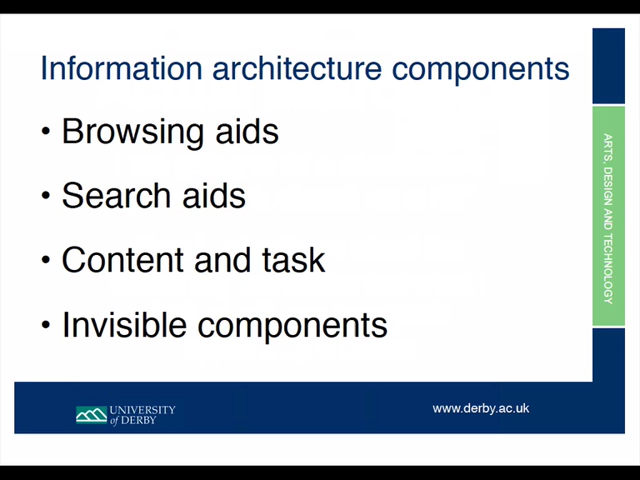 Information architecture components
• Browsing aids
• Search aids
• Content and task
• Invisible components
ARTS, DESIGN AND TECHNOLOGY
UNIVERSITY
of DERBY
www.derby.ac.uk